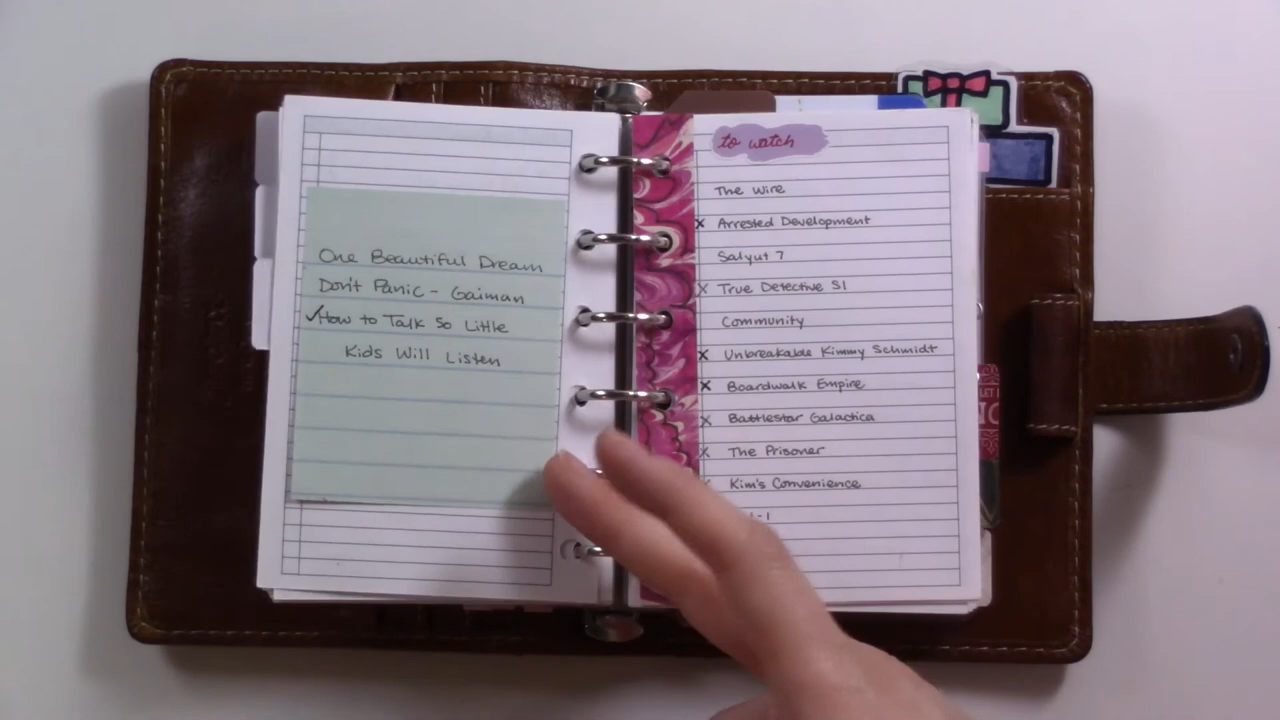 One Beautiful Dream
Don't Panic - Gaiman
✓How to Talk So Little
Kids Will Listen
to watch
The Wire
x Arrested Development
Salyut 7
x True Detective S1
Community
x Unbreakable Kimmy Schmidt
x Boardwalk Empire
x Battlestar Galactica
x The Prisoner
x Kim's Convenience